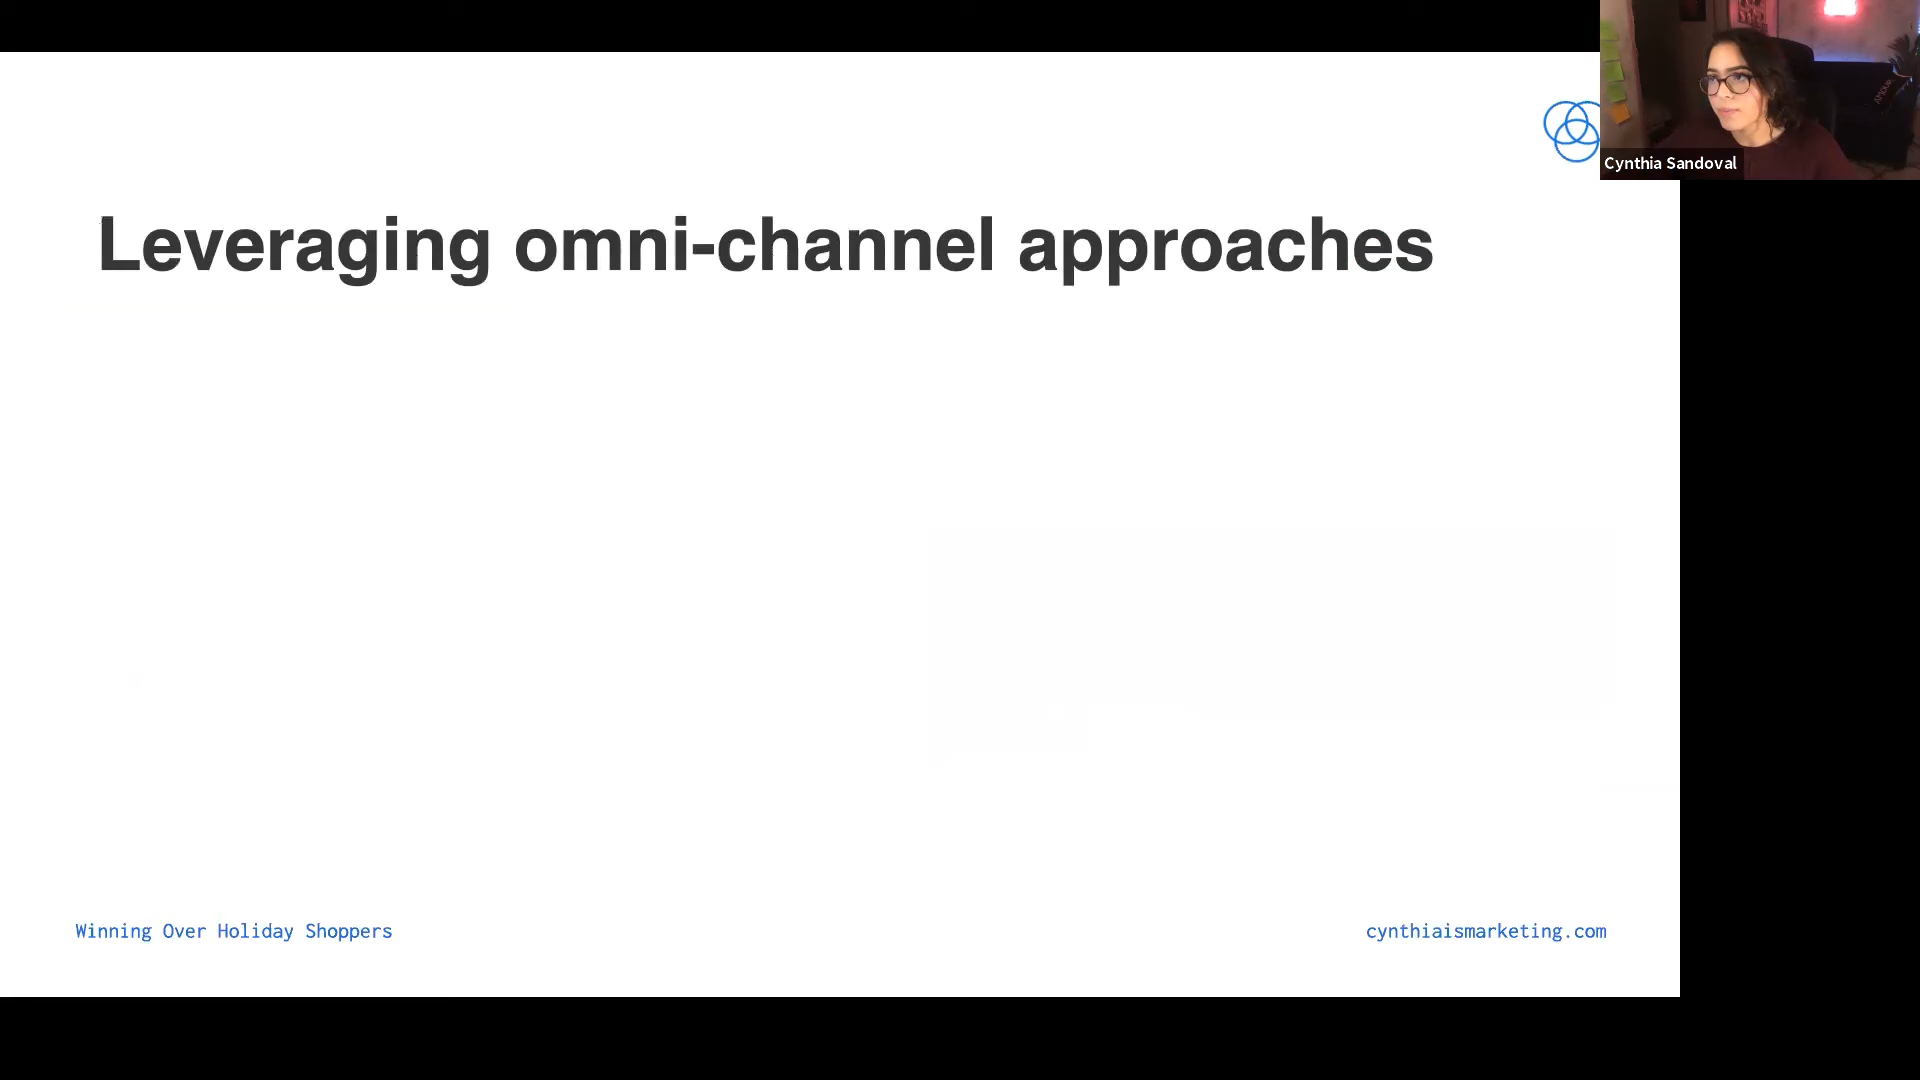 Cynthia Sandoval
Leveraging omni-channel approaches
Winning Over Holiday Shoppers
cynthiaismarketing.com